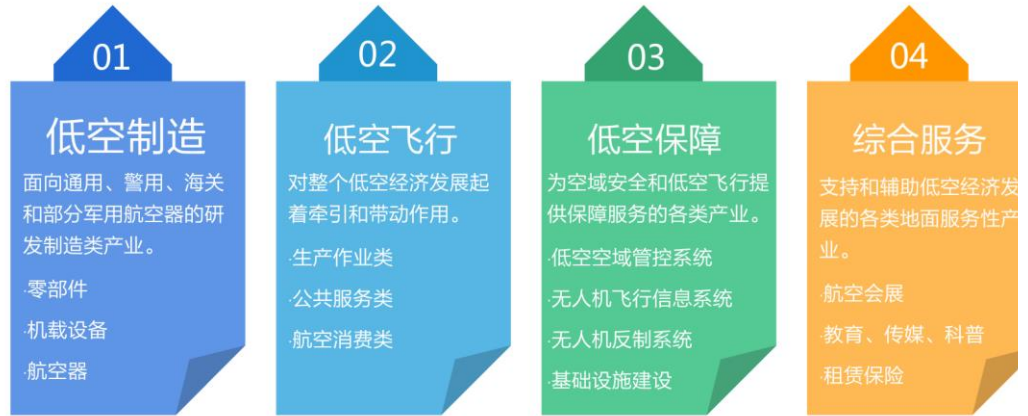 01
低空制造
面向通用、警用、海关
和部分军用航空器的研
发制造类产业。
·零部件
·机载设备
·航空器
02
低空飞行
对整个低空经济发展起
着牵引和带动作用。
·生产作业类
·公共服务类
·航空消费类
03
低空保障
为空域安全和低空飞行提
供保障服务的各类产业。
·低空空域管控系统
·无人机飞行信息系统
·无人机反制系统
·基础设施建设
04
综合服务
支持和辅助低空经济发
展的各类地面服务性产
业。
·航空会展
·教育、传媒、科普
·租赁保险